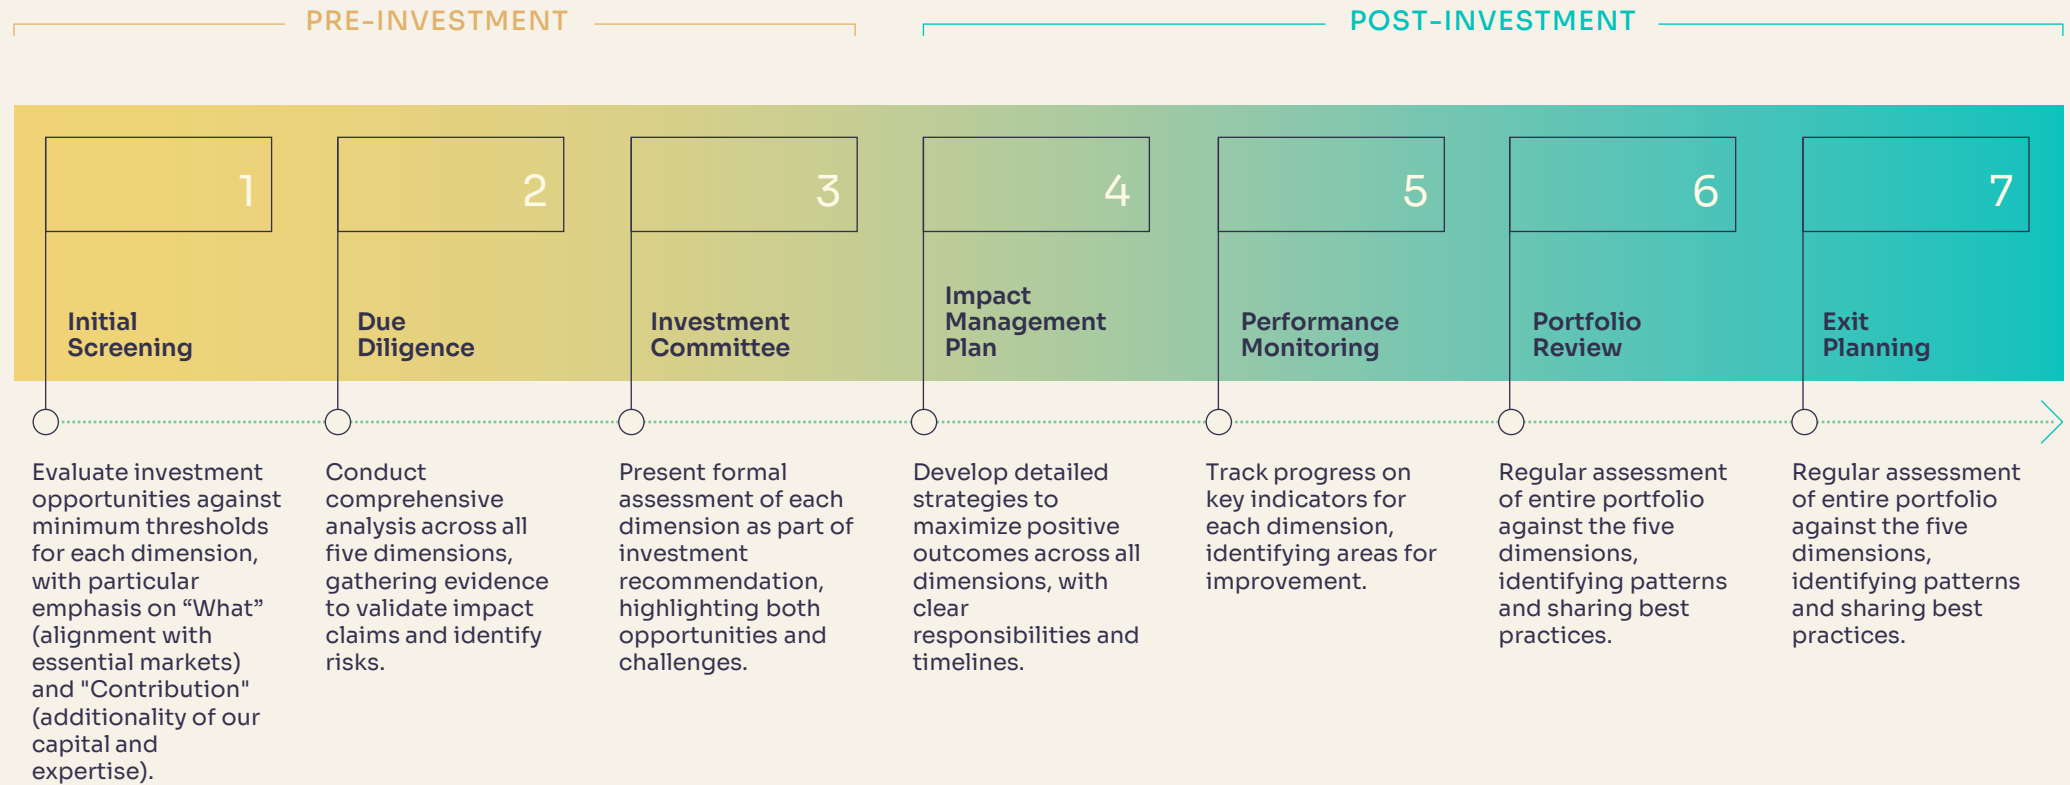 PRE-INVESTMENT
POST-INVESTMENT
1
Initial
Screening
Evaluate investment
opportunities against
minimum thresholds
for each dimension,
with particular
emphasis on “What”
(alignment with
essential markets)
and "Contribution"
(additionality of our
capital and
expertise).
2
Due
Diligence
Conduct
comprehensive
analysis across all
five dimensions,
gathering evidence
to validate impact
claims and identify
risks.
3
Investment
Committee
Present formal
assessment of each
dimension as part of
investment
recommendation,
highlighting both
opportunities and
challenges.
4
Impact
Management
Plan
Develop detailed
strategies to
maximize positive
outcomes across all
dimensions, with
clear
responsibilities and
timelines.
5
Performance
Monitoring
Track progress on
key indicators for
each dimension,
identifying areas for
improvement.
6
Portfolio
Review
Regular assessment
of entire portfolio
against the five
dimensions,
identifying patterns
and sharing best
practices.
7
Exit
Planning
Regular assessment
of entire portfolio
against the five
dimensions,
identifying patterns
and sharing best
practices.